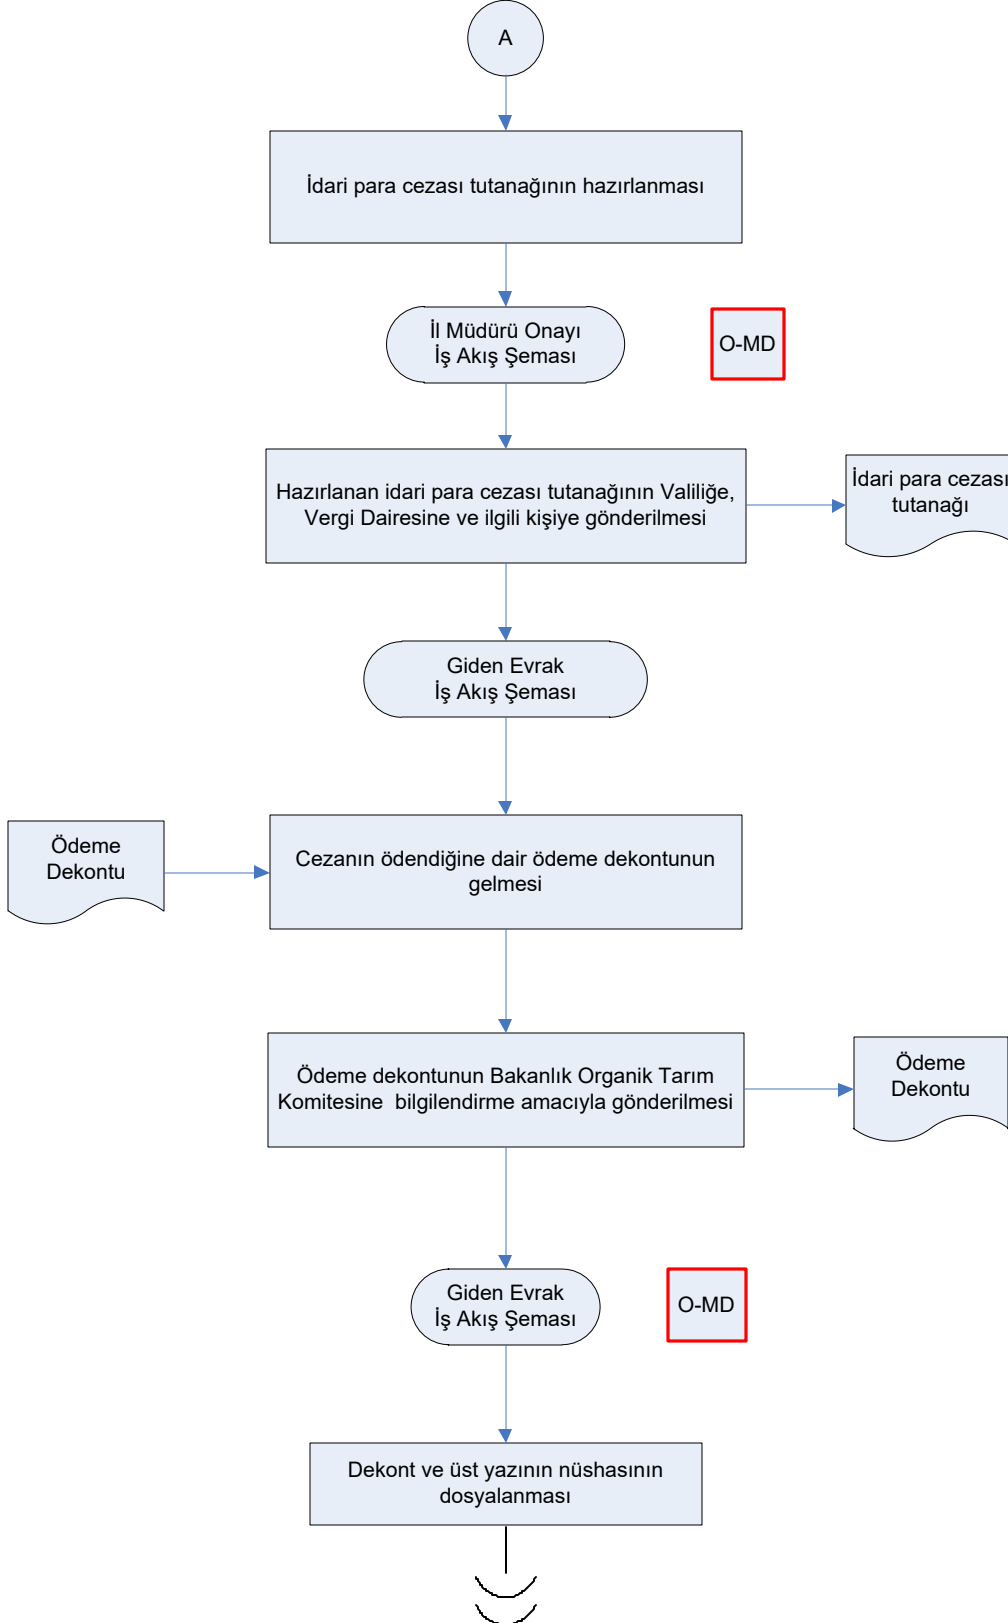 A
İdari para cezası tutanağının hazırlanması
İl Müdürü Onayı
İş Akış Şeması
O-MD
Hazırlanan idari para cezası tutanağının Valiliğe,
Vergi Dairesine ve ilgili kişiye gönderilmesi
İdari para cezası
tutanağı
Giden Evrak
İş Akış Şeması
Ödeme
Dekontu
Cezanın ödendiğine dair ödeme dekontunun
gelmesi
Ödeme dekontunun Bakanlık Organik Tarım
Komitesine  bilgilendirme amacıyla gönderilmesi
Ödeme
Dekontu
Giden Evrak
İş Akış Şeması
O-MD
Dekont ve üst yazının nüshasının
dosyalanması